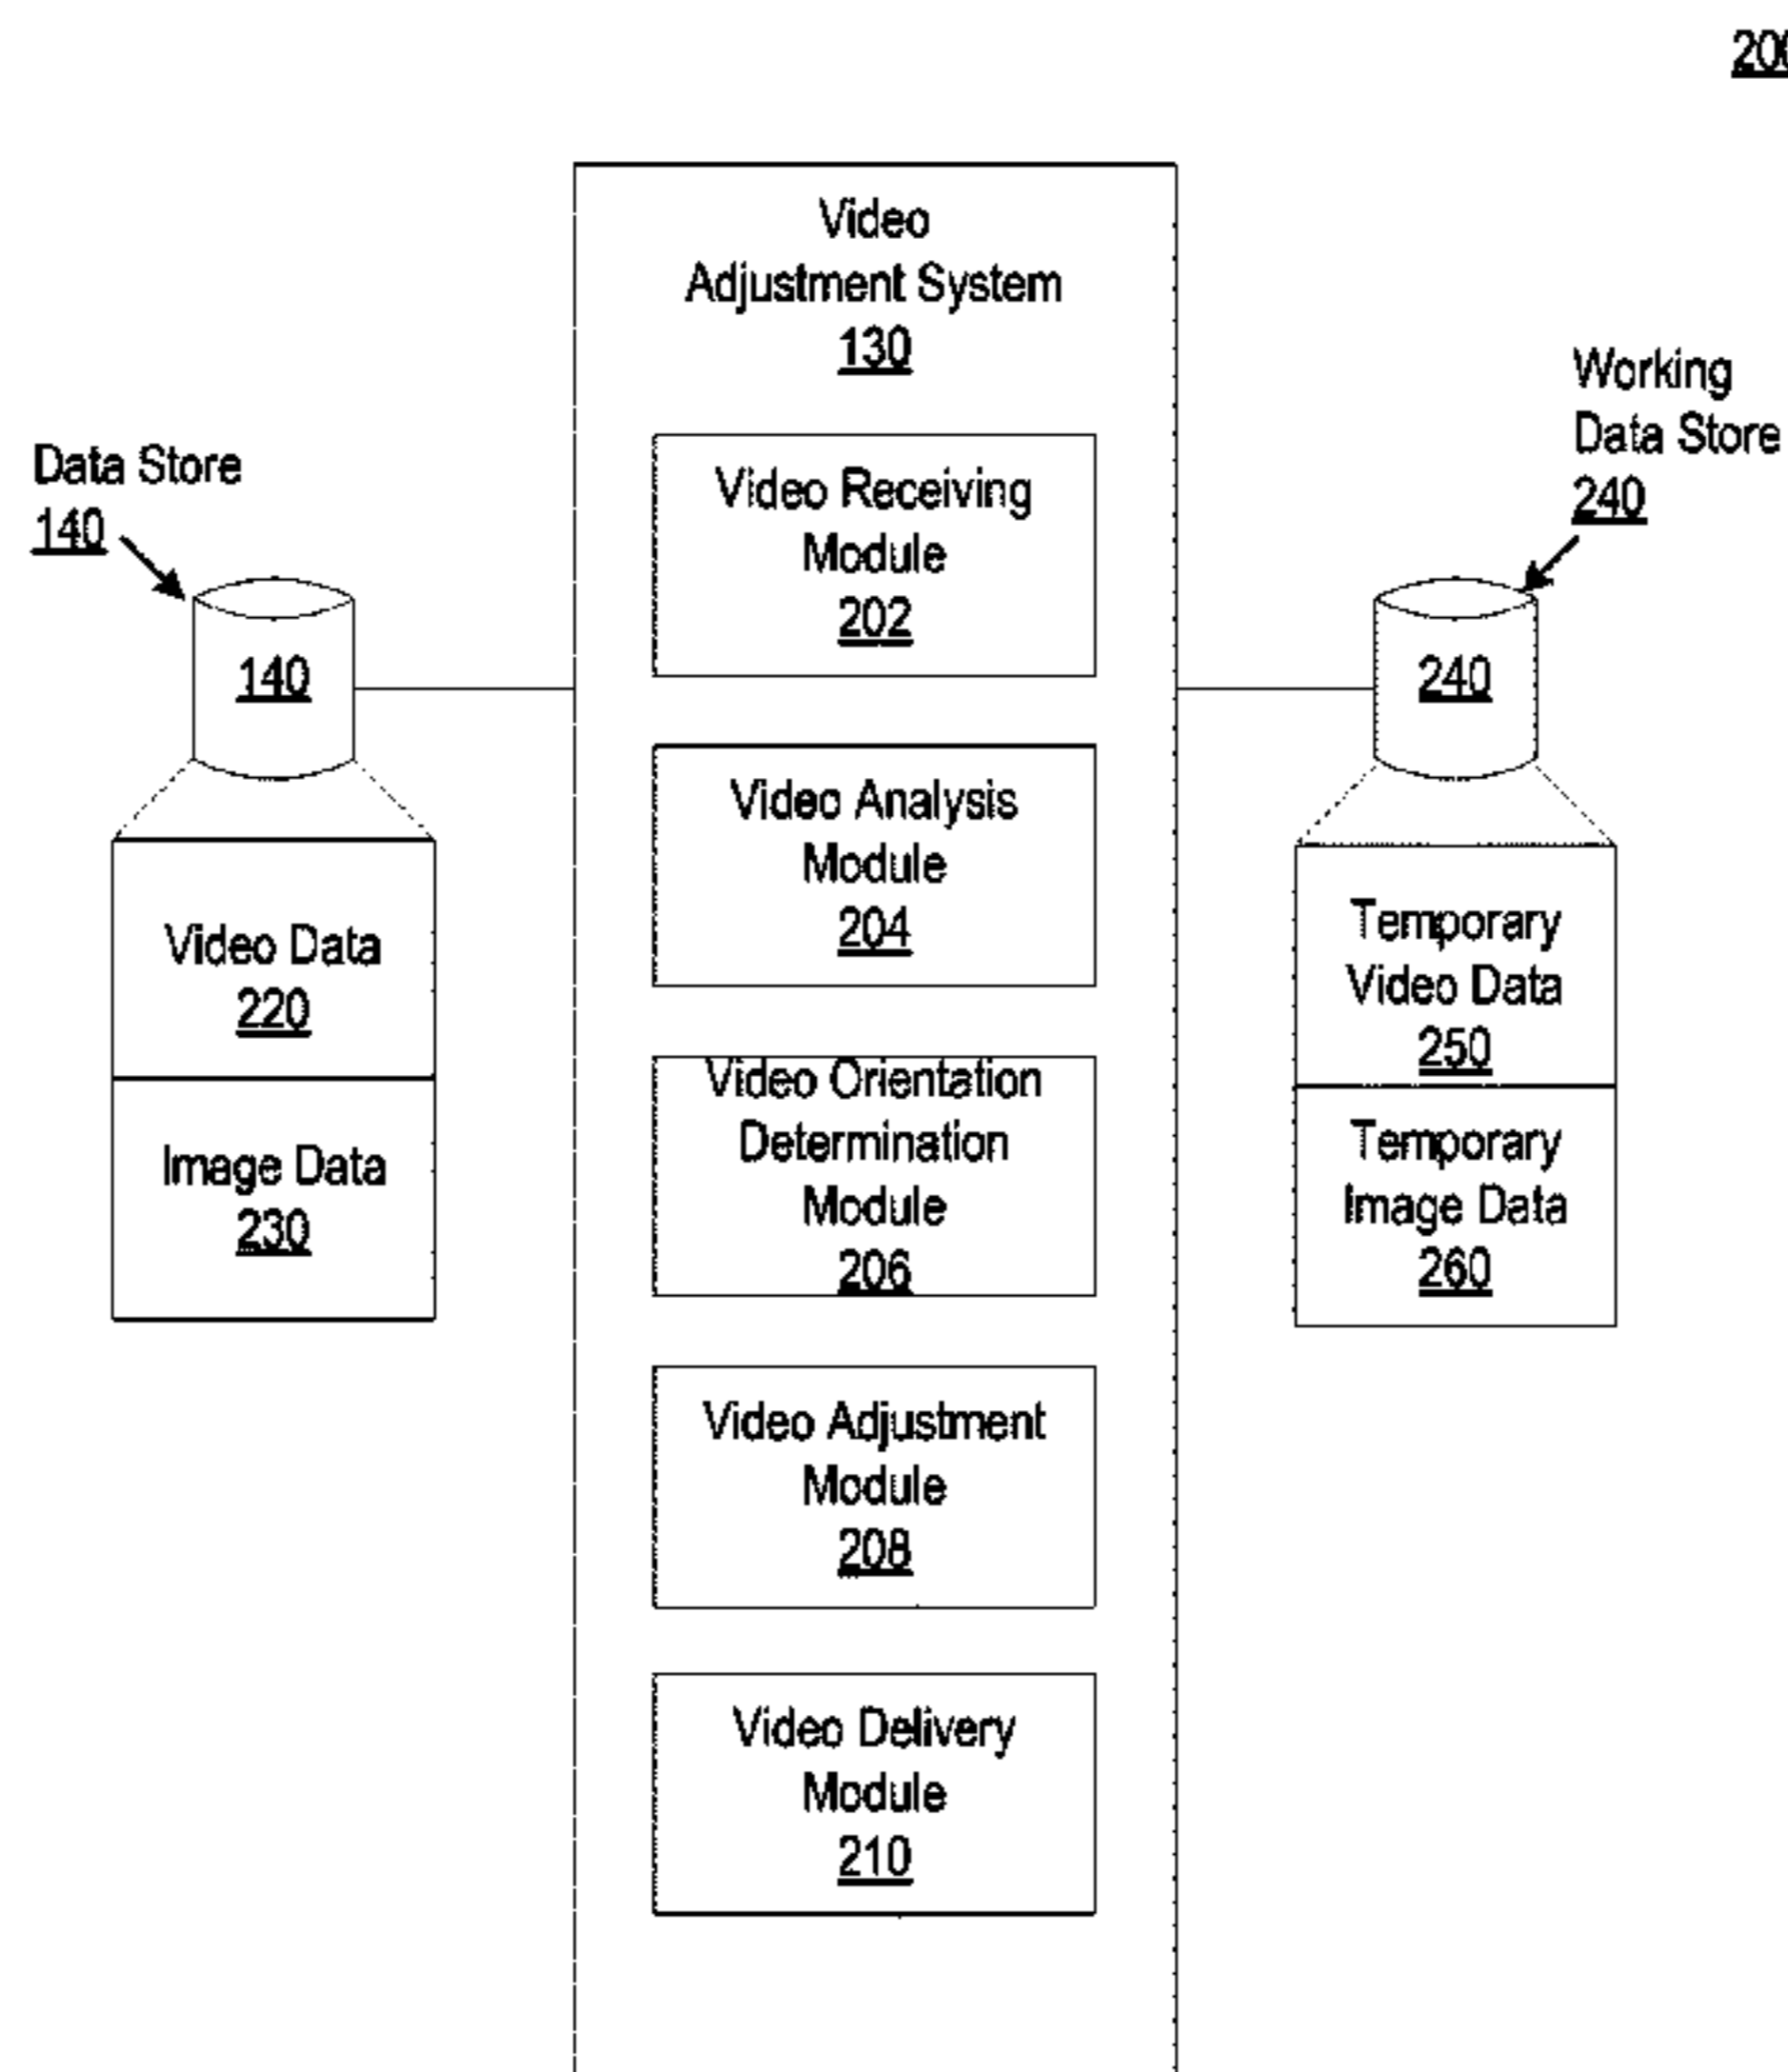 200
Video
Adjustment System
130
Data Store
140
140
Video Data
220
Image Data
230
Video Receiving
Module
202
Video Analysis
Module
204
Video Orientation
Determination
Module
206
Video Adjustment
Module
208
Video Delivery
Module
210
Working
Data Store
240
240
Temporary
Video Data
250
Temporary
Image Data
260